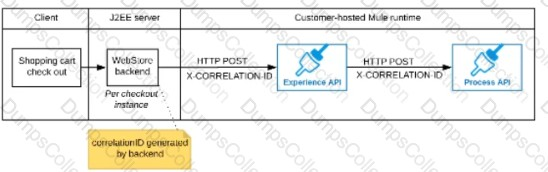 Client
J2EE server
Customer-hosted Mule runtime
Shopping cart
check out
WebStore
backend
Per checkout
instance
HTTP POST
X-CORRELATION-ID
Experience API
HTTP POST
X-CORRELATION-ID
Process API
correlationID generated
by backend